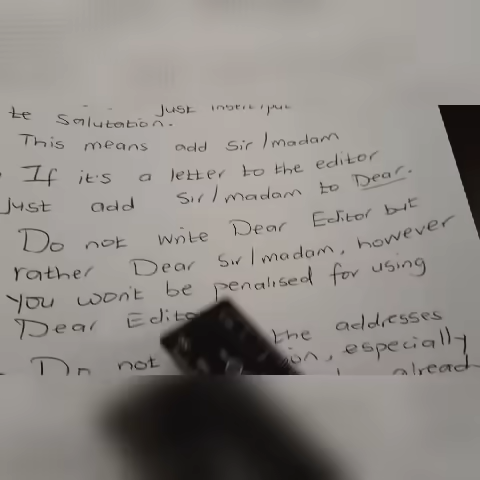 te Salutation. Just
This means add Sir/madam
If it's a letter to the editor
Just add Sir/madam to Dear.
Do not write Dear Editor but
rather Dear Sir/madam, however
you won't be penalised for using
Dear
Do not the addresses
especially
already